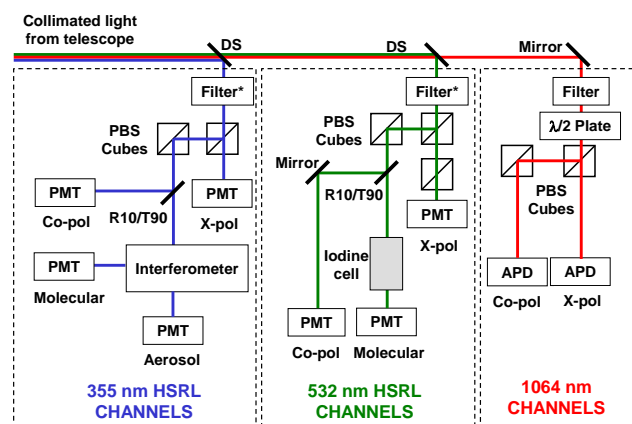 Collimated light
from telescope
DS
DS
Mirror
Filter*
PBS
Cubes
PMT
Co-pol
R10/T90
PMT
X-pol
PMT
Molecular
Interferometer
PMT
Aerosol
355 nm HSRL
CHANNELS
Filter*
PBS
Cubes
Mirror
R10/T90
PMT
X-pol
Iodine
cell
PMT
Co-pol
PMT
Molecular
532 nm HSRL
CHANNELS
Filter
λ/2 Plate
PBS
Cubes
APD
Co-pol
APD
X-pol
1064 nm
CHANNELS